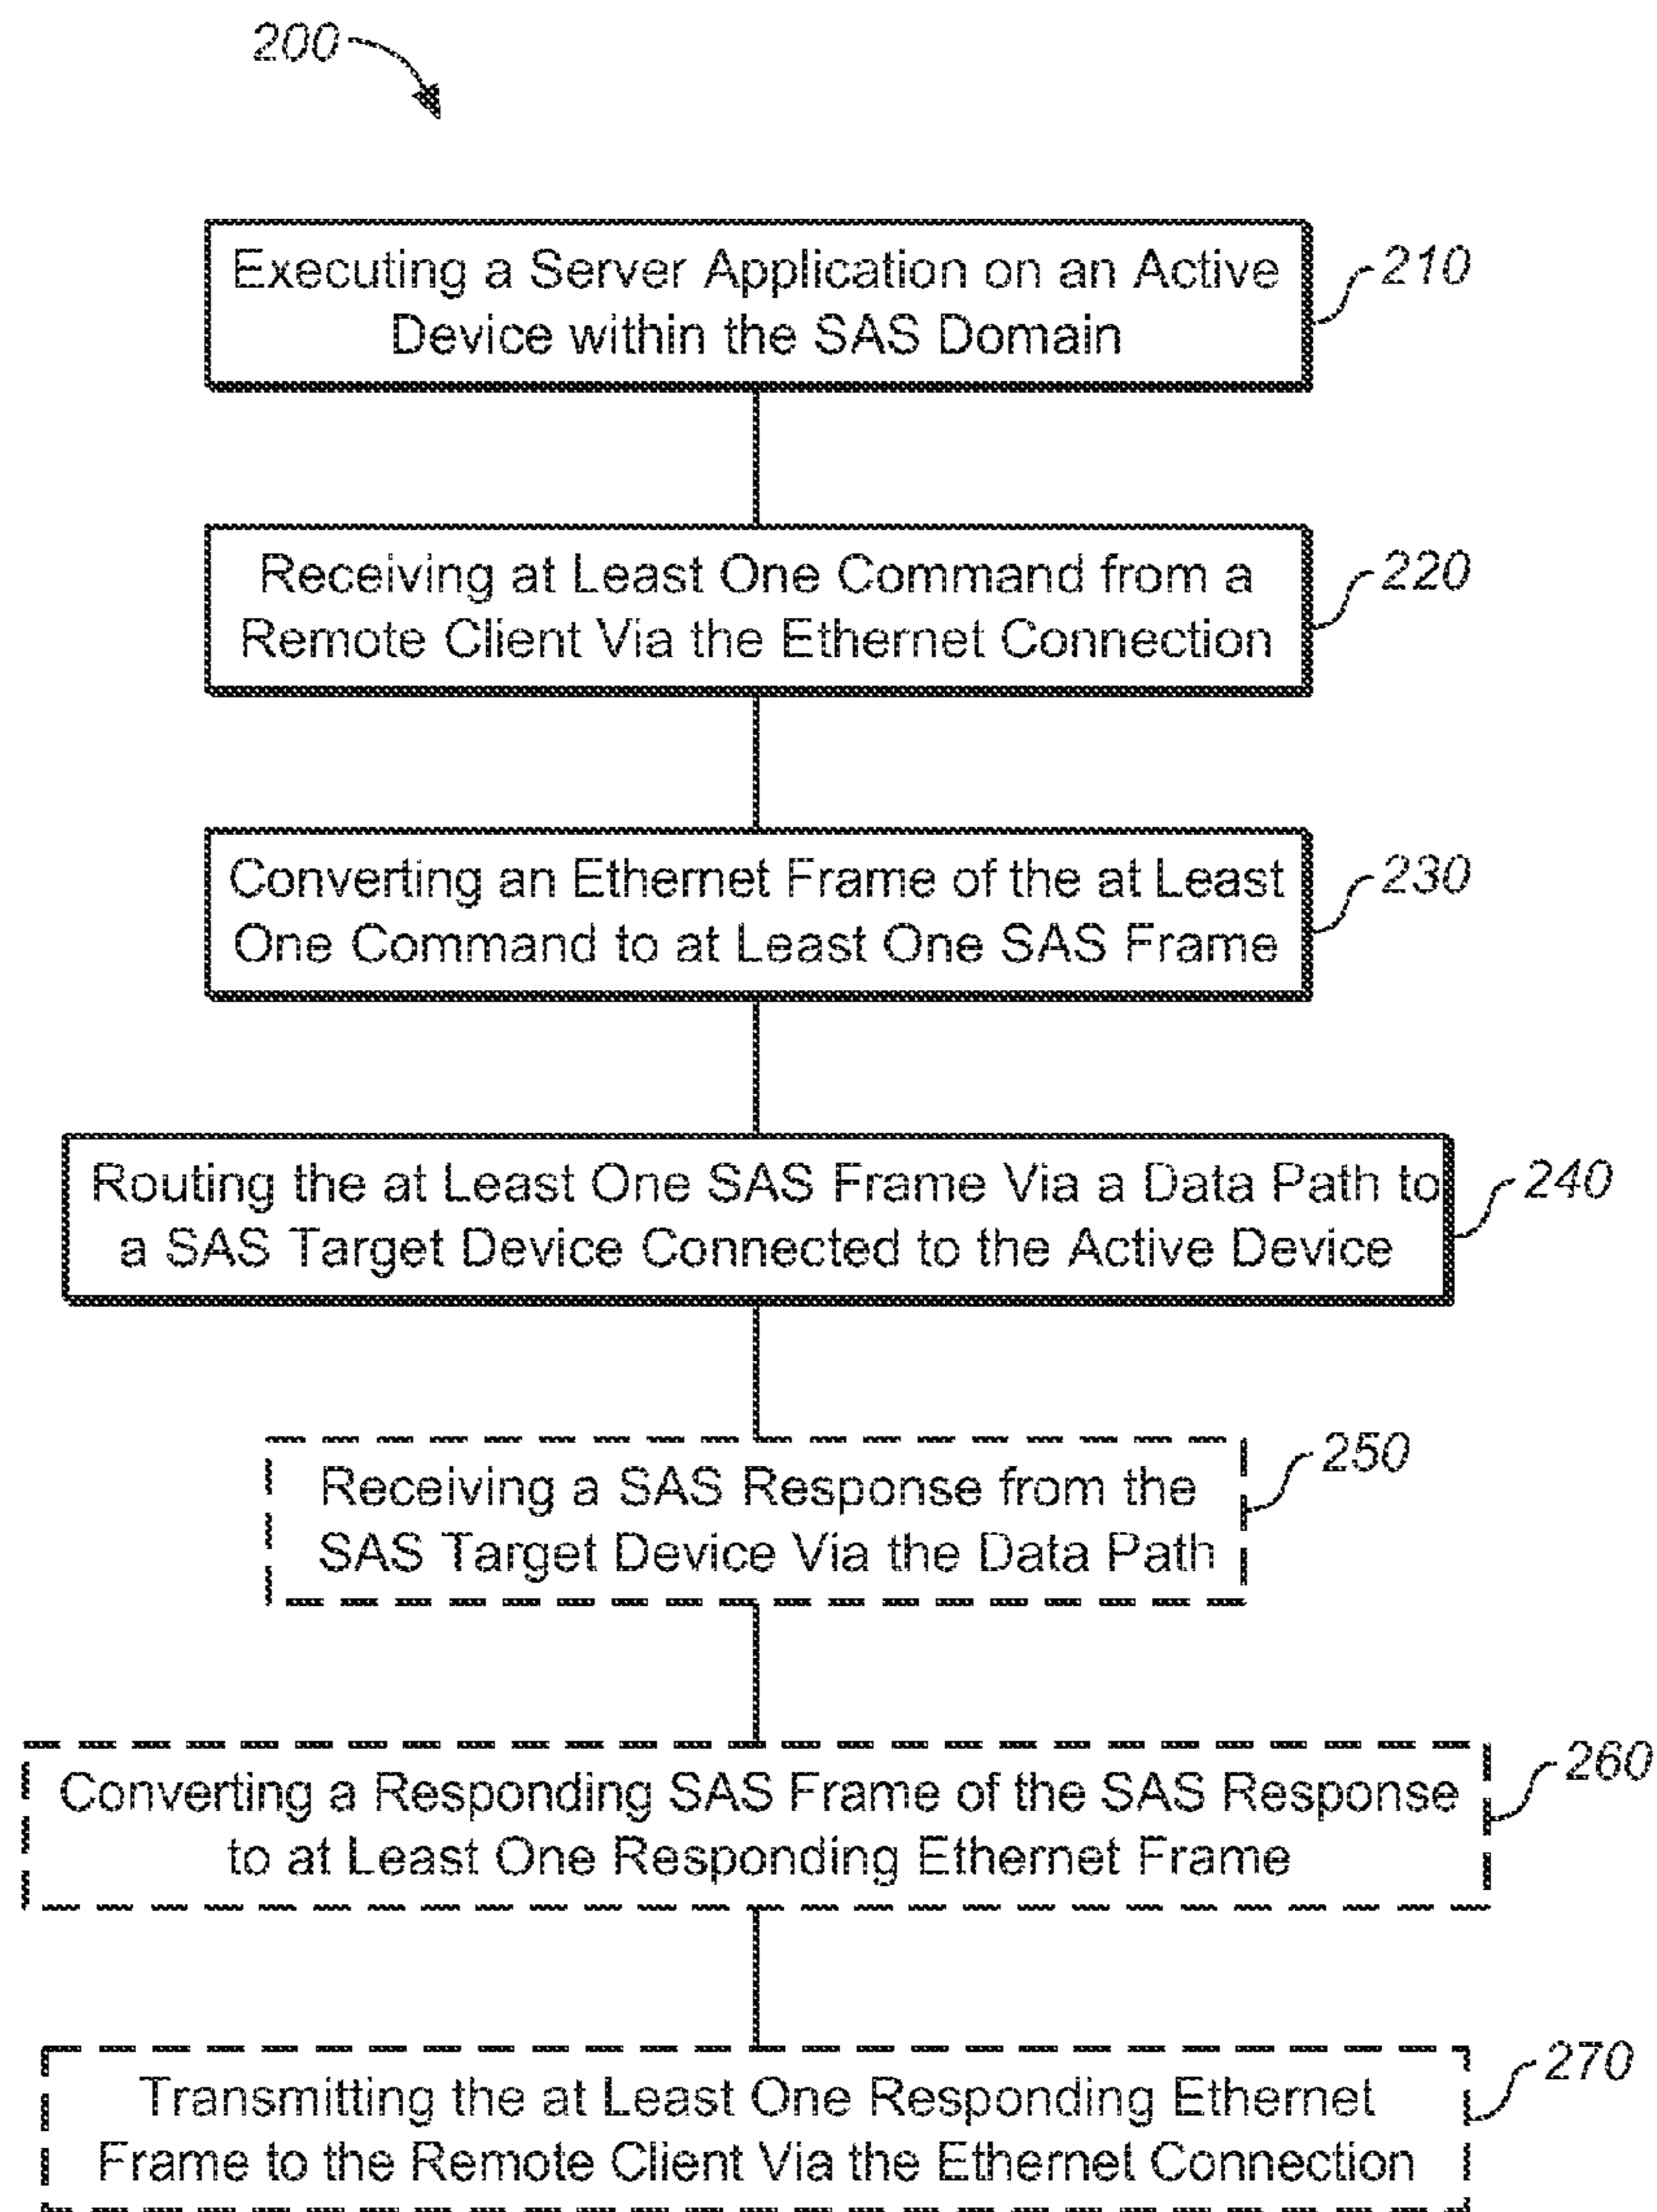 200
Executing a Server Application on an Active
Device within the SAS Domain
210
Receiving at Least One Command from a
Remote Client Via the Ethernet Connection
220
Converting an Ethernet Frame of the at Least
One Command to at Least One SAS Frame
230
Routing the at Least One SAS Frame Via a Data Path to
a SAS Target Device Connected to the Active Device
240
Receiving a SAS Response from the
SAS Target Device Via the Data Path
250
Converting a Responding SAS Frame of the SAS Response
to at Least One Responding Ethernet Frame
260
Transmitting the at Least One Responding Ethernet
Frame to the Remote Client Via the Ethernet Connection
270